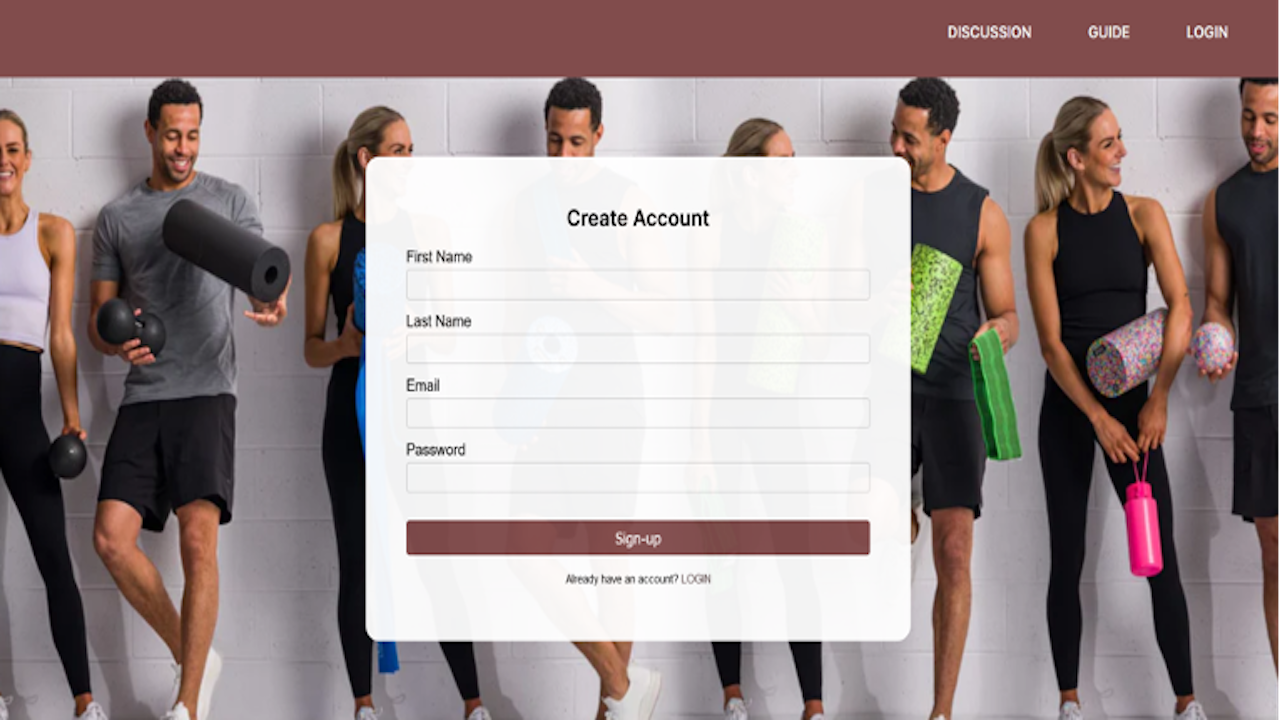 DISCUSSION GUIDE LOGIN
Create Account
First Name
Last Name
Email
Password
Sign-up
Already have an account? LOGIN